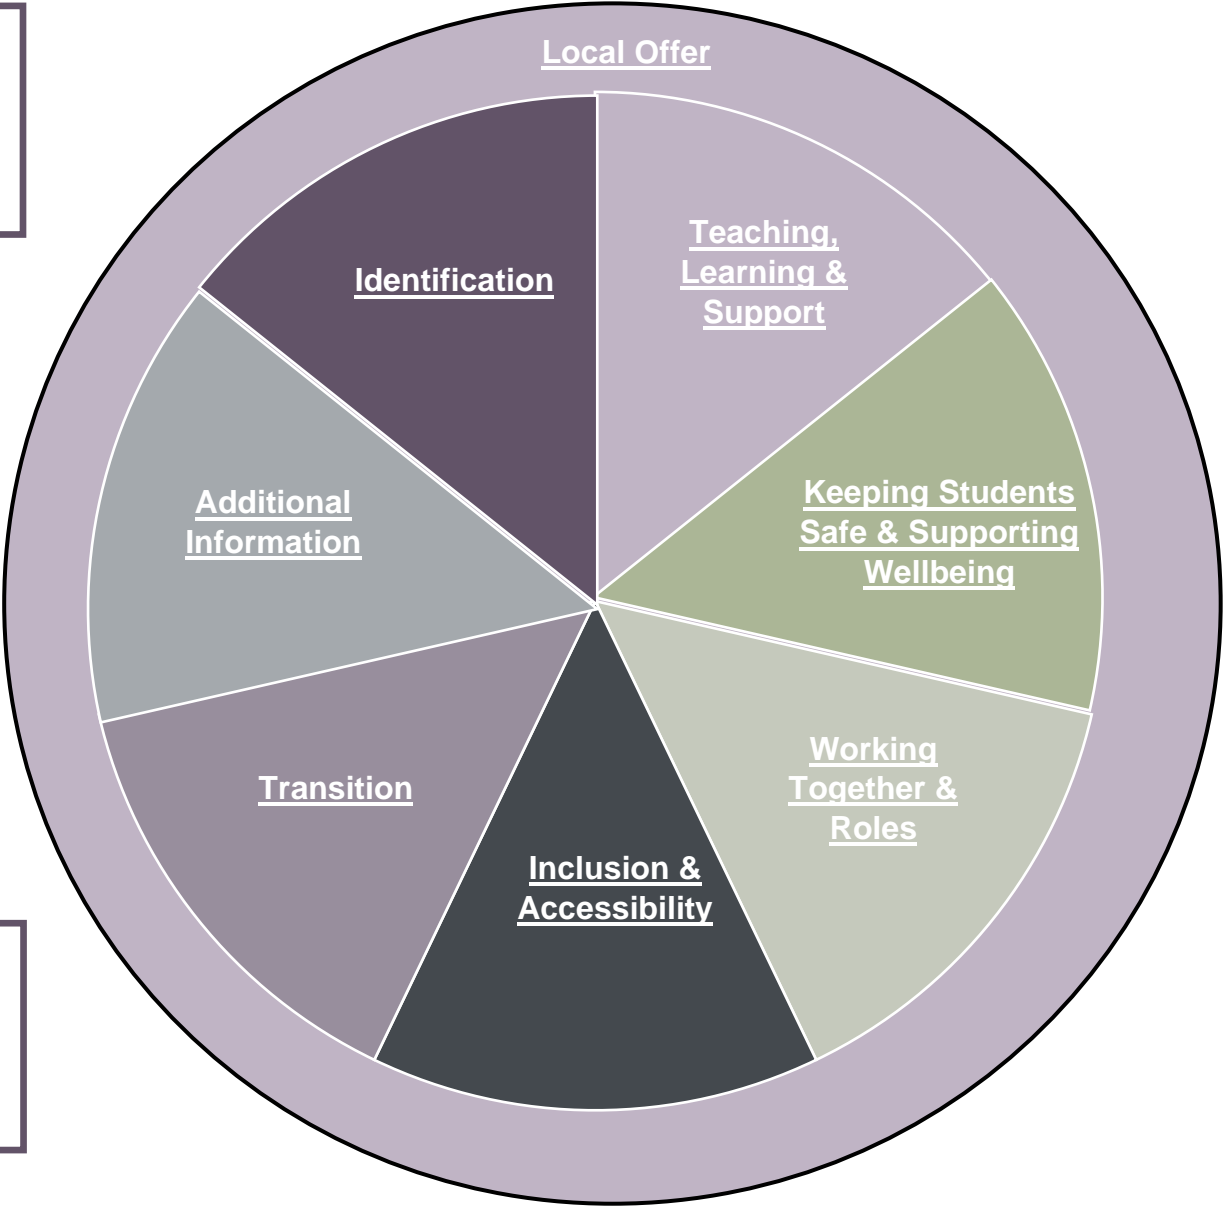 Local Offer
Identification
Teaching,
Learning &
Support
Keeping Students
Safe & Supporting
Wellbeing
Working
Together &
Roles
Inclusion &
Accessibility
Transition
Additional
Information